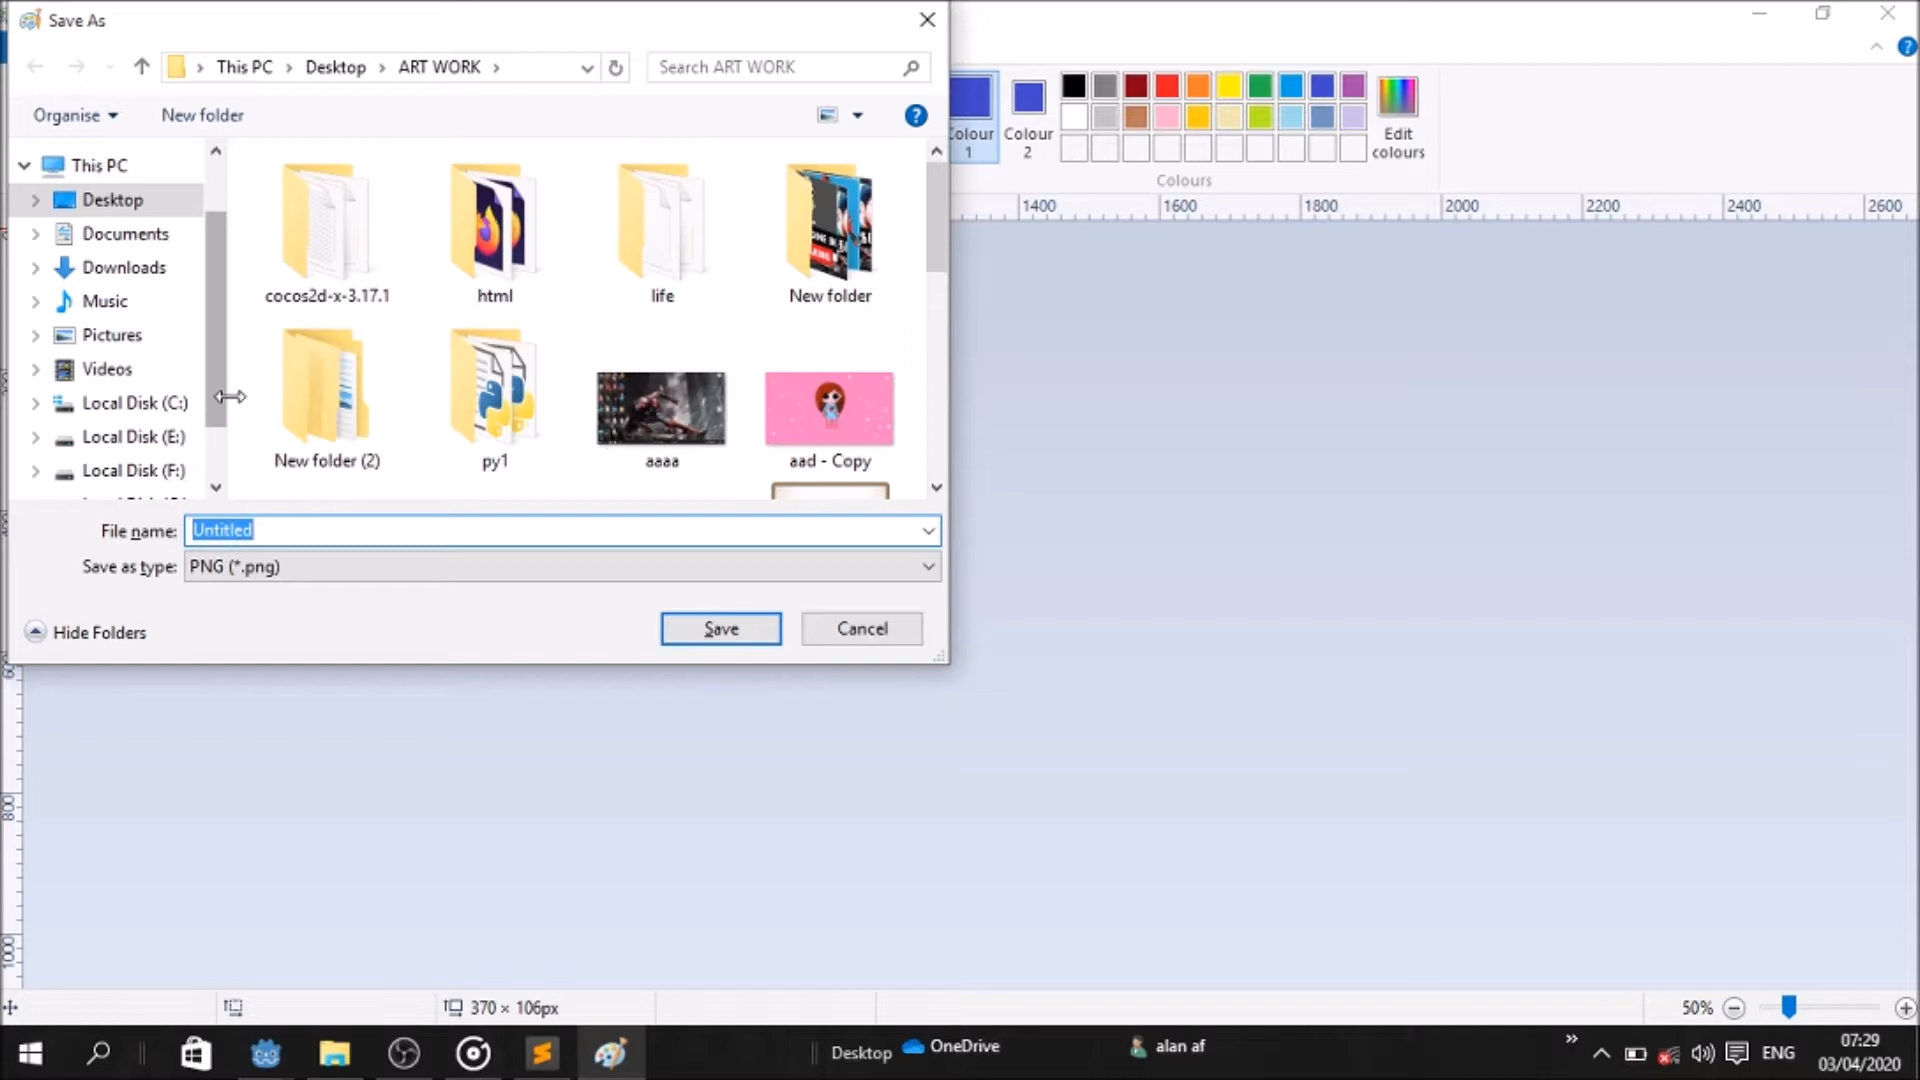 Save As
This PC > Desktop > ART WORK >
Search ART WORK
Organise
New folder
This PC
Desktop
Documents
Downloads
Music
Pictures
Videos
Local Disk (C:)
Local Disk (E:)
Local Disk (F:)
cocos2d-x-3.17.1
html
life
New folder
New folder (2)
py1
aaaa
aad - Copy
File name:
Untitled
Save as type:
PNG (*.png)
Hide Folders
Save
Cancel
Colour
1
Colour
2
Edit
colours
Colours
1400
1600
1800
2000
2200
2400
2600
800
1000
370 × 106px
50%
Desktop
OneDrive
alan af
ENG
07:29
03/04/2020